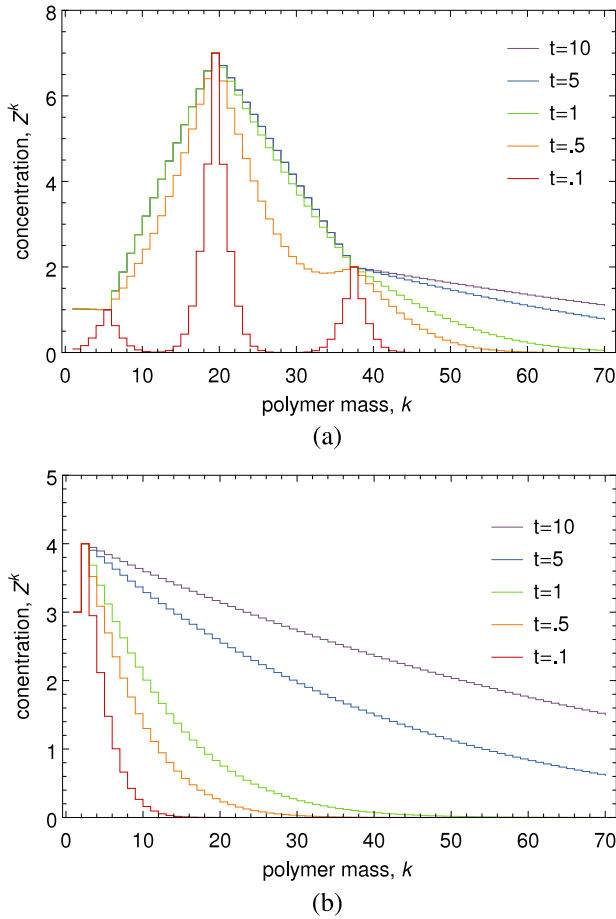 8
6
4
2
0
concentration, Z^k
t=10
t=5
t=1
t=.5
t=.1
0 10 20 30 40 50 60 70
polymer mass, k
(a)
5
4
3
2
1
0
conentration, Z^k
t=10
t=5
t=1
t=.5
t=.1
0 10 20 30 40 50 60 70
polymer mass, k
(b)